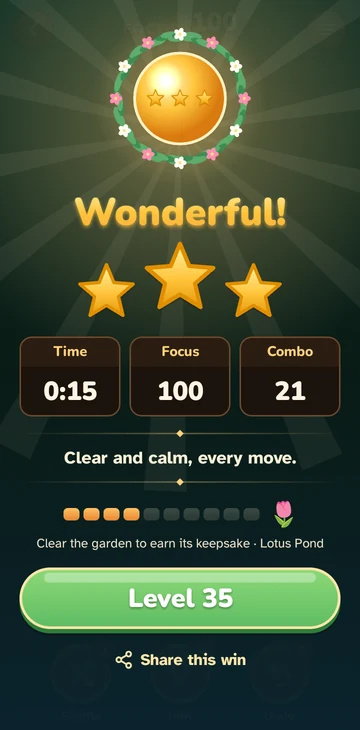 Wonderful!
Time
Focus
Combo
0:15
100
21
Clear and calm, every move.
Clear the garden to earn its keepsake · Lotus Pond
Level 35
Share this win